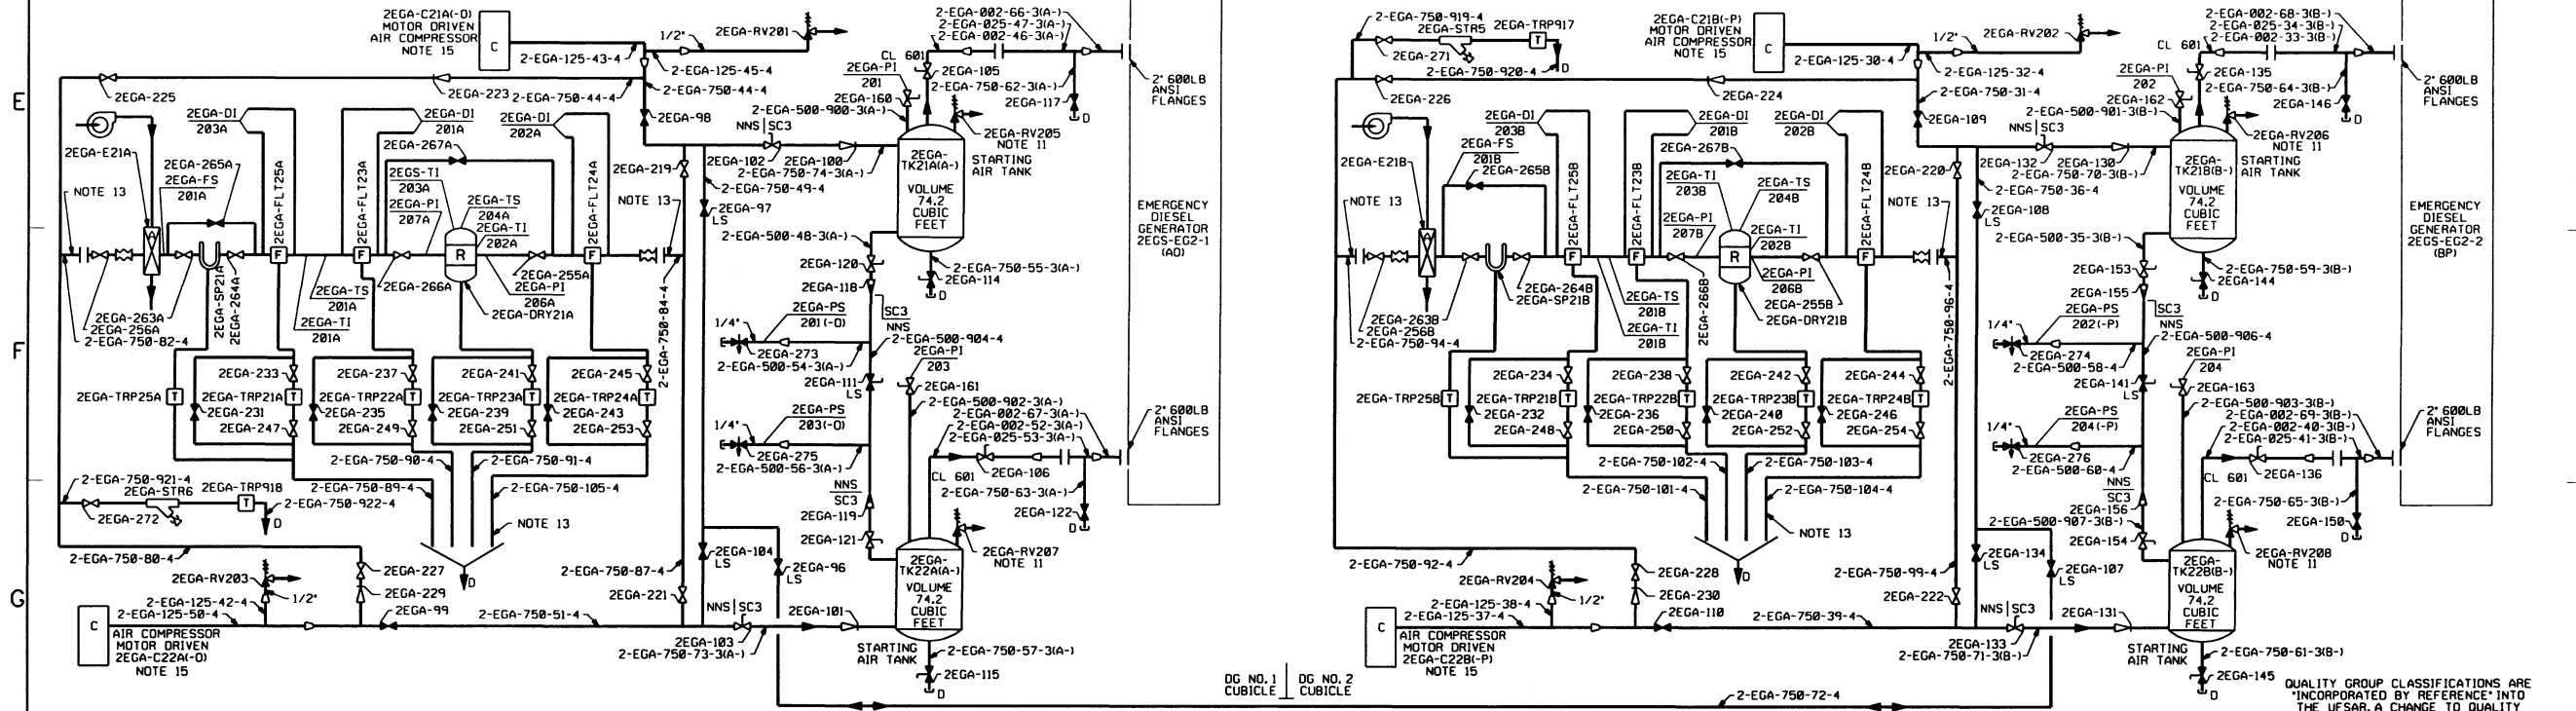 2EGA-C21A(-O)
MOTOR DRIVEN
AIR COMPRESSOR
NOTE 15
C
2-EGA-125-43-4
1/2"
2EGA-RV201
2-EGA-125-45-4
2-EGA-750-44-4
2EGA-223
2-EGA-750-44-4
2EGA-225
2EGA-98
E
CL 601
2EGA-PI
201
2EGA-160
2-EGA-500-900-3(A-)
2EGA-105
2-EGA-002-66-3(A-)
2-EGA-025-47-3(A-)
2-EGA-002-46-3(A-)
2-EGA-750-62-3(A-)
2EGA-117
D
2" 600LB
ANSI
FLANGES
2EGA-RV205
NOTE 11
STARTING
AIR TANK
2EGA-
TK21A(A-)
VOLUME
74.2
CUBIC
FEET
NNS|SC3
2EGA-102
2EGA-100
2-EGA-750-74-3(A-)
2-EGA-750-49-4
2EGA-97
LS
2EGA-219
2EGA-E21A
2EGA-DI
203A
2EGA-265A
2EGA-FS
201A
2EGA-FLT25A
2EGA-FLT23A
2EGA-DI
201A
2EGA-267A
2EGA-DI
202A
2EGA-FLT24A
2EGS-TI
203A
2EGA-PI
207A
2EGA-TS
204A
2EGA-TI
202A
NOTE 13
NOTE 13
F
F
R
F
2EGA-255A
2EGA-PI
206A
2EGA-DRY21A
2EGA-266A
2EGA-TS
201A
2EGA-TI
201A
2EGA-SP21A
2EGA-264A
2EGA-263A
2EGA-256A
2-EGA-750-82-4
2-EGA-750-84-4
2-EGA-500-48-3(A-)
2EGA-120
2EGA-118
SC3
NNS
2-EGA-750-55-3(A-)
2EGA-114
D
EMERGENCY
DIESEL
GENERATOR
2EGS-EG2-1
(AO)
F
1/4"
2EGA-PS
201(-O)
2EGA-273
2-EGA-500-54-3(A-)
2-EGA-500-904-4
2EGA-PI
203
2EGA-111
LS
2EGA-161
2EGA-TRP25A
T
2EGA-233
2EGA-TRP21A
T
2EGA-231
2EGA-247
2EGA-237
2EGA-TRP22A
T
2EGA-235
2EGA-249
2EGA-241
2EGA-TRP23A
T
2EGA-239
2EGA-251
2EGA-245
2EGA-TRP24A
T
2EGA-243
2EGA-253
2-EGA-750-90-4
2-EGA-750-91-4
2-EGA-750-89-4
2-EGA-750-105-4
NOTE 13
D
1/4"
2EGA-PS
203(-O)
2EGA-275
2-EGA-500-56-3(A-)
2-EGA-500-902-3(A-)
2-EGA-002-67-3(A-)
2-EGA-002-52-3(A-)
2-EGA-025-53-3(A-)
2EGA-106
CL 601
2-EGA-750-63-3(A-)
2EGA-122
D
2" 600LB
ANSI
FLANGES
NNS
SC3
2EGA-119
2EGA-121
2EGA-RV207
NOTE 11
2-EGA-750-921-4
2EGA-STR6
2EGA-TRP918
T
2-EGA-750-922-4
D
2EGA-272
2-EGA-750-80-4
G
2EGA-RV203
2-EGA-125-42-4
2-EGA-125-50-4
1/2"
2EGA-227
2EGA-229
2EGA-99
2-EGA-750-51-4
2-EGA-750-87-4
2EGA-221
2EGA-104
LS
2EGA-96
LS
NNS|SC3
2EGA-101
2EGA-103
2-EGA-750-73-3(A-)
2EGA-
TK22A(A-)
VOLUME
74.2
CUBIC
FEET
STARTING
AIR TANK
2-EGA-750-57-3(A-)
2EGA-115
D
C
AIR COMPRESSOR
MOTOR DRIVEN
2EGA-C22A(-O)
NOTE 15
DG NO.1
CUBICLE
DG NO.2
CUBICLE
2-EGA-750-72-4
2-EGA-750-919-4
2EGA-STR5
2EGA-TRP917
T
2EGA-271
2-EGA-750-920-4
D
2EGA-C21B(-P)
MOTOR DRIVEN
AIR COMPRESSOR
NOTE 15
C
2-EGA-125-30-4
1/2"
2EGA-RV202
2-EGA-125-32-4
2-EGA-750-31-4
2EGA-226
2EGA-224
2EGA-109
CL 601
2EGA-PI
202
2EGA-162
2-EGA-500-901-3(B-)
2EGA-135
2-EGA-002-68-3(B-)
2-EGA-025-34-3(B-)
2-EGA-002-33-3(B-)
2-EGA-750-64-3(B-)
2EGA-146
D
2" 600LB
ANSI
FLANGES
2EGA-RV206
NOTE 11
STARTING
AIR TANK
2EGA-
TK21B(B-)
VOLUME
74.2
CUBIC
FEET
NNS|SC3
2EGA-132
2EGA-130
2-EGA-750-70-3(B-)
2-EGA-750-36-4
2EGA-108
LS
2EGA-220
2EGA-E21B
2EGA-DI
203B
2EGA-FS
201B
2EGA-265B
2EGA-FLT25B
2EGA-FLT23B
2EGA-DI
201B
2EGA-267B
2EGA-DI
202B
2EGA-FLT24B
2EGA-TI
203B
2EGA-PI
207B
2EGA-TS
204B
2EGA-TI
202B
NOTE 13
NOTE 13
F
F
R
F
2EGA-PI
206B
2EGA-255B
2EGA-DRY21B
2EGA-266B
2EGA-TS
201B
2EGA-TI
201B
2EGA-264B
2EGA-SP21B
2EGA-263B
2EGA-256B
2-EGA-750-94-4
2-EGA-750-96-4
2-EGA-500-35-3(B-)
2EGA-153
2EGA-155
SC3
NNS
2-EGA-750-59-3(B-)
2EGA-144
D
EMERGENCY
DIESEL
GENERATOR
2EGS-EG2-2
(BP)
1/4"
2EGA-PS
202(-P)
2EGA-274
2-EGA-500-58-4
2-EGA-500-906-4
2EGA-PI
204
2EGA-141
LS
2EGA-163
2EGA-TRP25B
T
2EGA-234
2EGA-TRP21B
T
2EGA-232
2EGA-248
2EGA-238
2EGA-TRP22B
T
2EGA-236
2EGA-250
2EGA-242
2EGA-TRP23B
T
2EGA-240
2EGA-252
2EGA-244
2EGA-TRP24B
T
2EGA-246
2EGA-254
2-EGA-750-102-4
2-EGA-750-103-4
2-EGA-750-101-4
2-EGA-750-104-4
NOTE 13
D
1/4"
2EGA-PS
204(-P)
2EGA-276
2-EGA-500-60-4
2-EGA-500-903-3(B-)
2-EGA-002-69-3(B-)
2-EGA-002-40-3(B-)
2-EGA-025-41-3(B-)
2EGA-136
CL 601
2-EGA-750-65-3(B-)
2EGA-150
D
2" 600LB
ANSI
FLANGES
NNS
SC3
2EGA-156
2-EGA-500-907-3(B-)
2EGA-154
2EGA-RV208
NOTE 11
2-EGA-750-92-4
2EGA-RV204
2-EGA-125-38-4
2-EGA-125-37-4
1/2"
2EGA-228
2EGA-230
2EGA-110
2-EGA-750-39-4
2-EGA-750-99-4
2EGA-222
2EGA-134
LS
2EGA-107
LS
NNS|SC3
2EGA-131
2EGA-133
2-EGA-750-71-3(B-)
2EGA-
TK22B(B-)
VOLUME
74.2
CUBIC
FEET
STARTING
AIR TANK
2-EGA-750-61-3(B-)
2EGA-145
D
C
AIR COMPRESSOR
MOTOR DRIVEN
2EGA-C22B(-P)
NOTE 15
QUALITY GROUP CLASSIFICATIONS ARE
"INCORPORATED BY REFERENCE" INTO
THE UFSAR. A CHANGE TO QUALITY